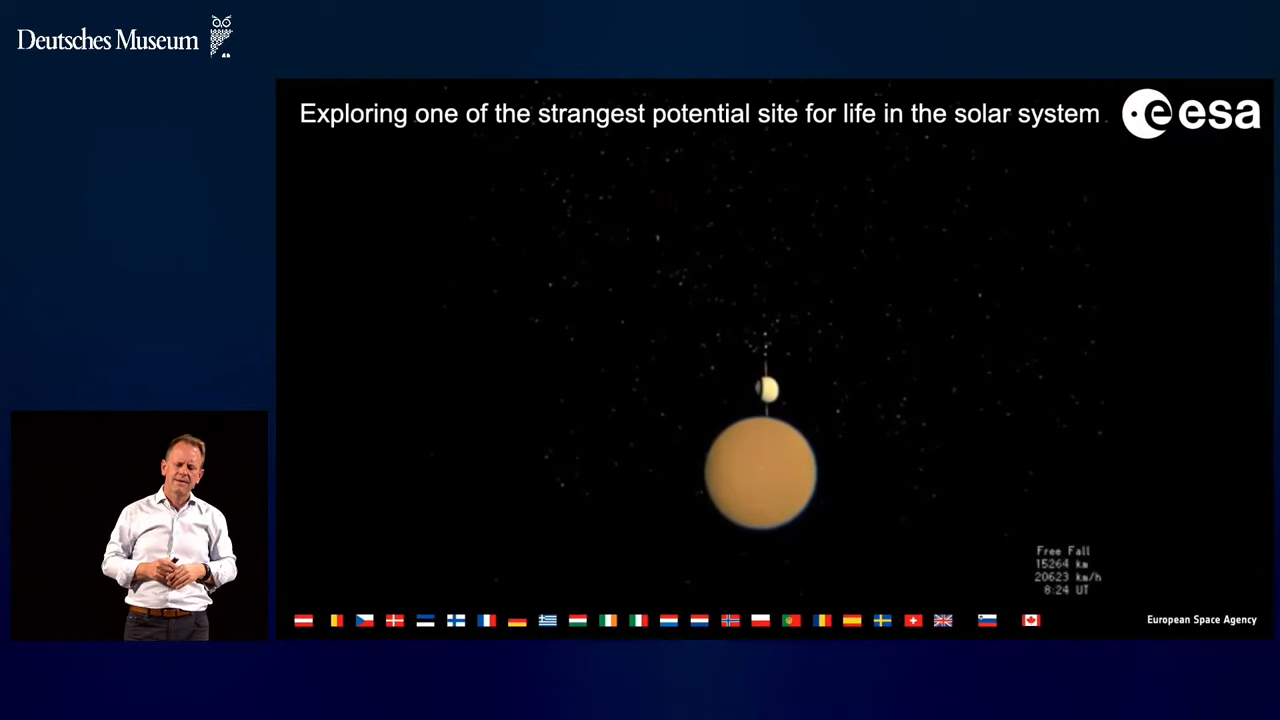 Deutsches Museum
Exploring one of the strangest potential site for life in the solar system
esa
Free Fall
15264 km
20623 km/h
8:24 UT
European Space Agency